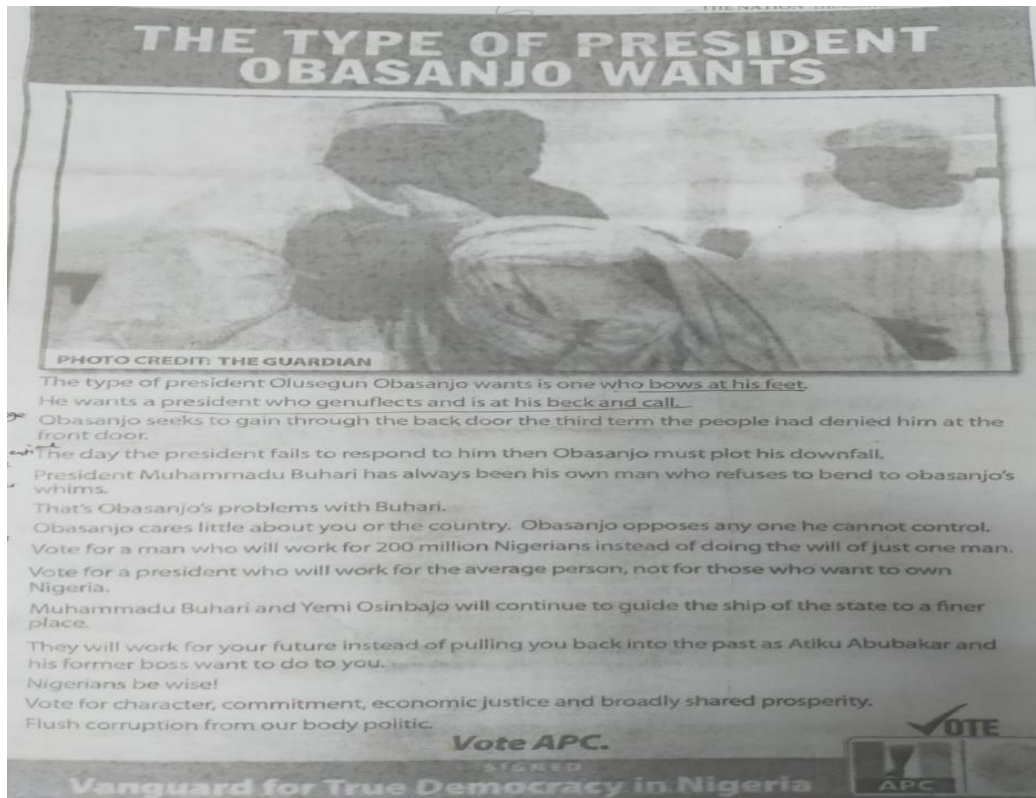 THE NATION
THE TYPE OF PRESIDENT
OBASANJO WANTS
PHOTO CREDIT: THE GUARDIAN
The type of president Olusegun Obasanjo wants is one who bows at his feet.
He wants a president who genuflects and is at his beck and call.
Obasanjo seeks to gain through the back door the third term the people had denied him at the
front door.
The day the president fails to respond to him then Obasanjo must plot his downfall.
President Muhammadu Buhari has always been his own man who refuses to bend to obasanjo's
whims.
That's Obasanjo's problems with Buhari.
Obasanjo cares little about you or the country. Obasanjo opposes any one he cannot control.
Vote for a man who will work for 200 million Nigerians instead of doing the will of just one man.
Vote for a president who will work for the average person, not for those who want to own
Nigeria.
Muhammadu Buhari and Yemi Osinbajo will continue to guide the ship of the state to a finer
place.
They will work for your future instead of pulling you back into the past as Atiku Abubakar and
his former boss want to do to you.
Nigerians be wise!
Vote for character, commitment, economic justice and broadly shared prosperity.
Flush corruption from our body politic.
VOTE
Vote APC.
SIGNED
Vanguard for True Democracy in Nigeria
APC